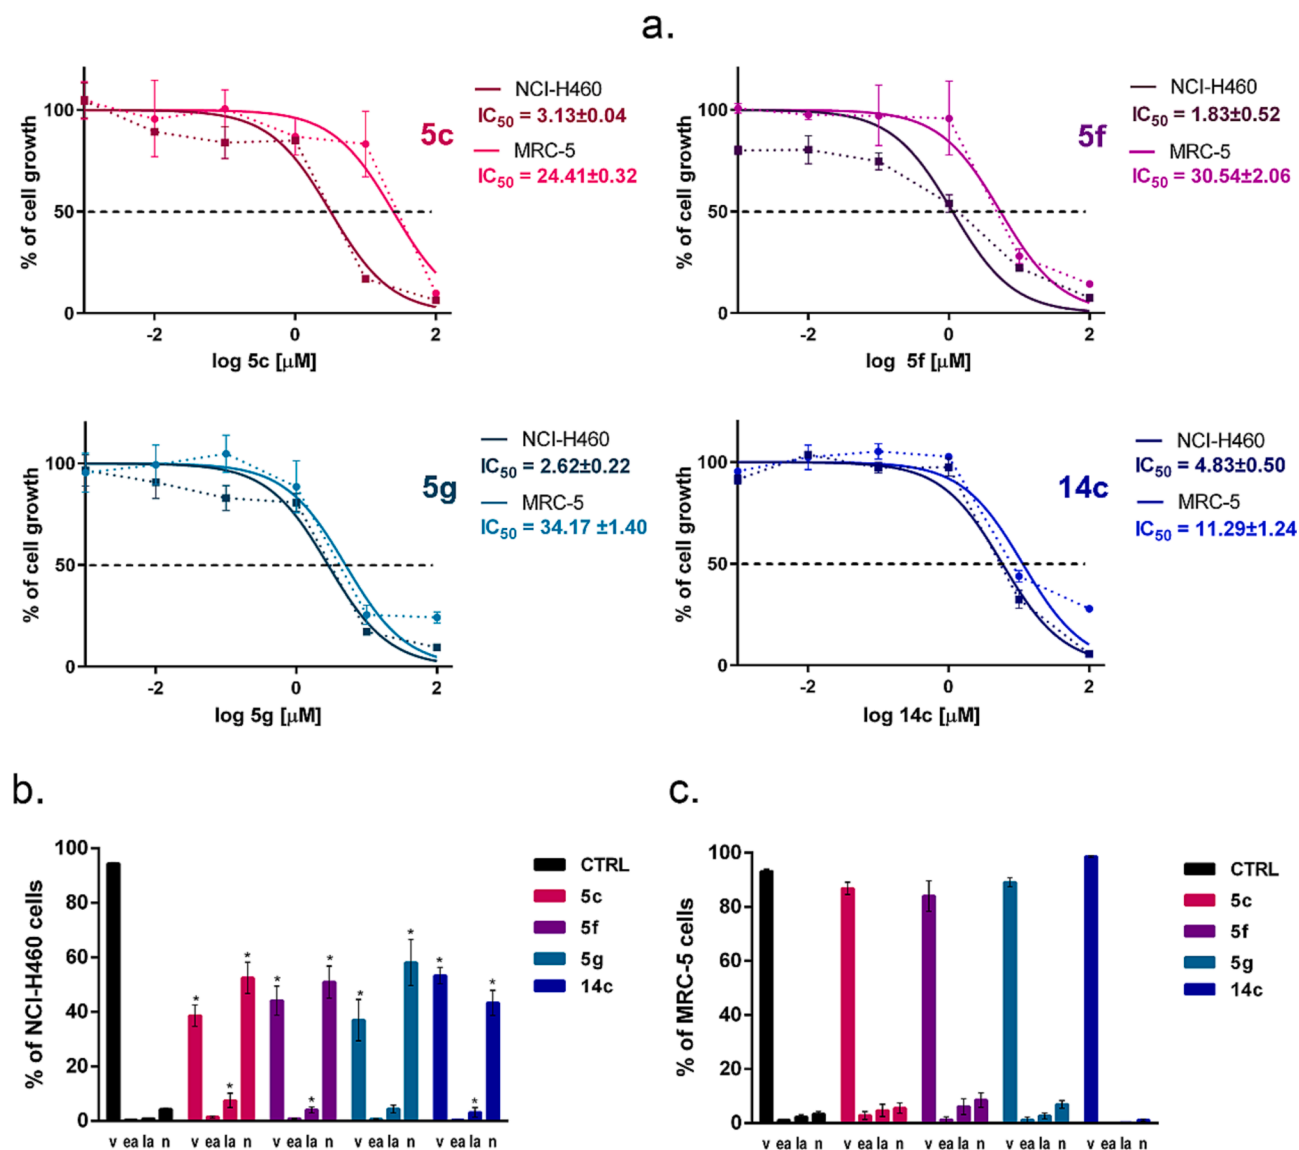 a.
100
50
0
-2 0 2
% of cell growth
log 5c [µM]
5c
NCI-H460
IC50 = 3.13±0.04
MRC-5
IC50 = 24.41±0.32
100
50
0
-2 0 2
% of cell growth
log 5f [µM]
5f
NCI-H460
IC50 = 1.83±0.52
MRC-5
IC50 = 30.54±2.06
100
50
0
-2 0 2
% of cell growth
log 5g [µM]
5g
NCI-H460
IC50 = 2.62±0.22
MRC-5
IC50 = 34.17 ±1.40
100
50
0
-2 0 2
% of cell growth
log 14c [µM]
14c
NCI-H460
IC50 = 4.83±0.50
MRC-5
IC50 = 11.29±1.24
b.
100
80
60
40
20
0
% of NCI-H460 cells
* * * * * * * * * * *
v ea la n v ea la n v ea la n v ea la n v ea la n
CTRL
5c
5f
5g
14c
c.
100
80
60
40
20
0
% of MRC-5 cells
v ea la n v ea la n v ea la n v ea la n v ea la n
CTRL
5c
5f
5g
14c